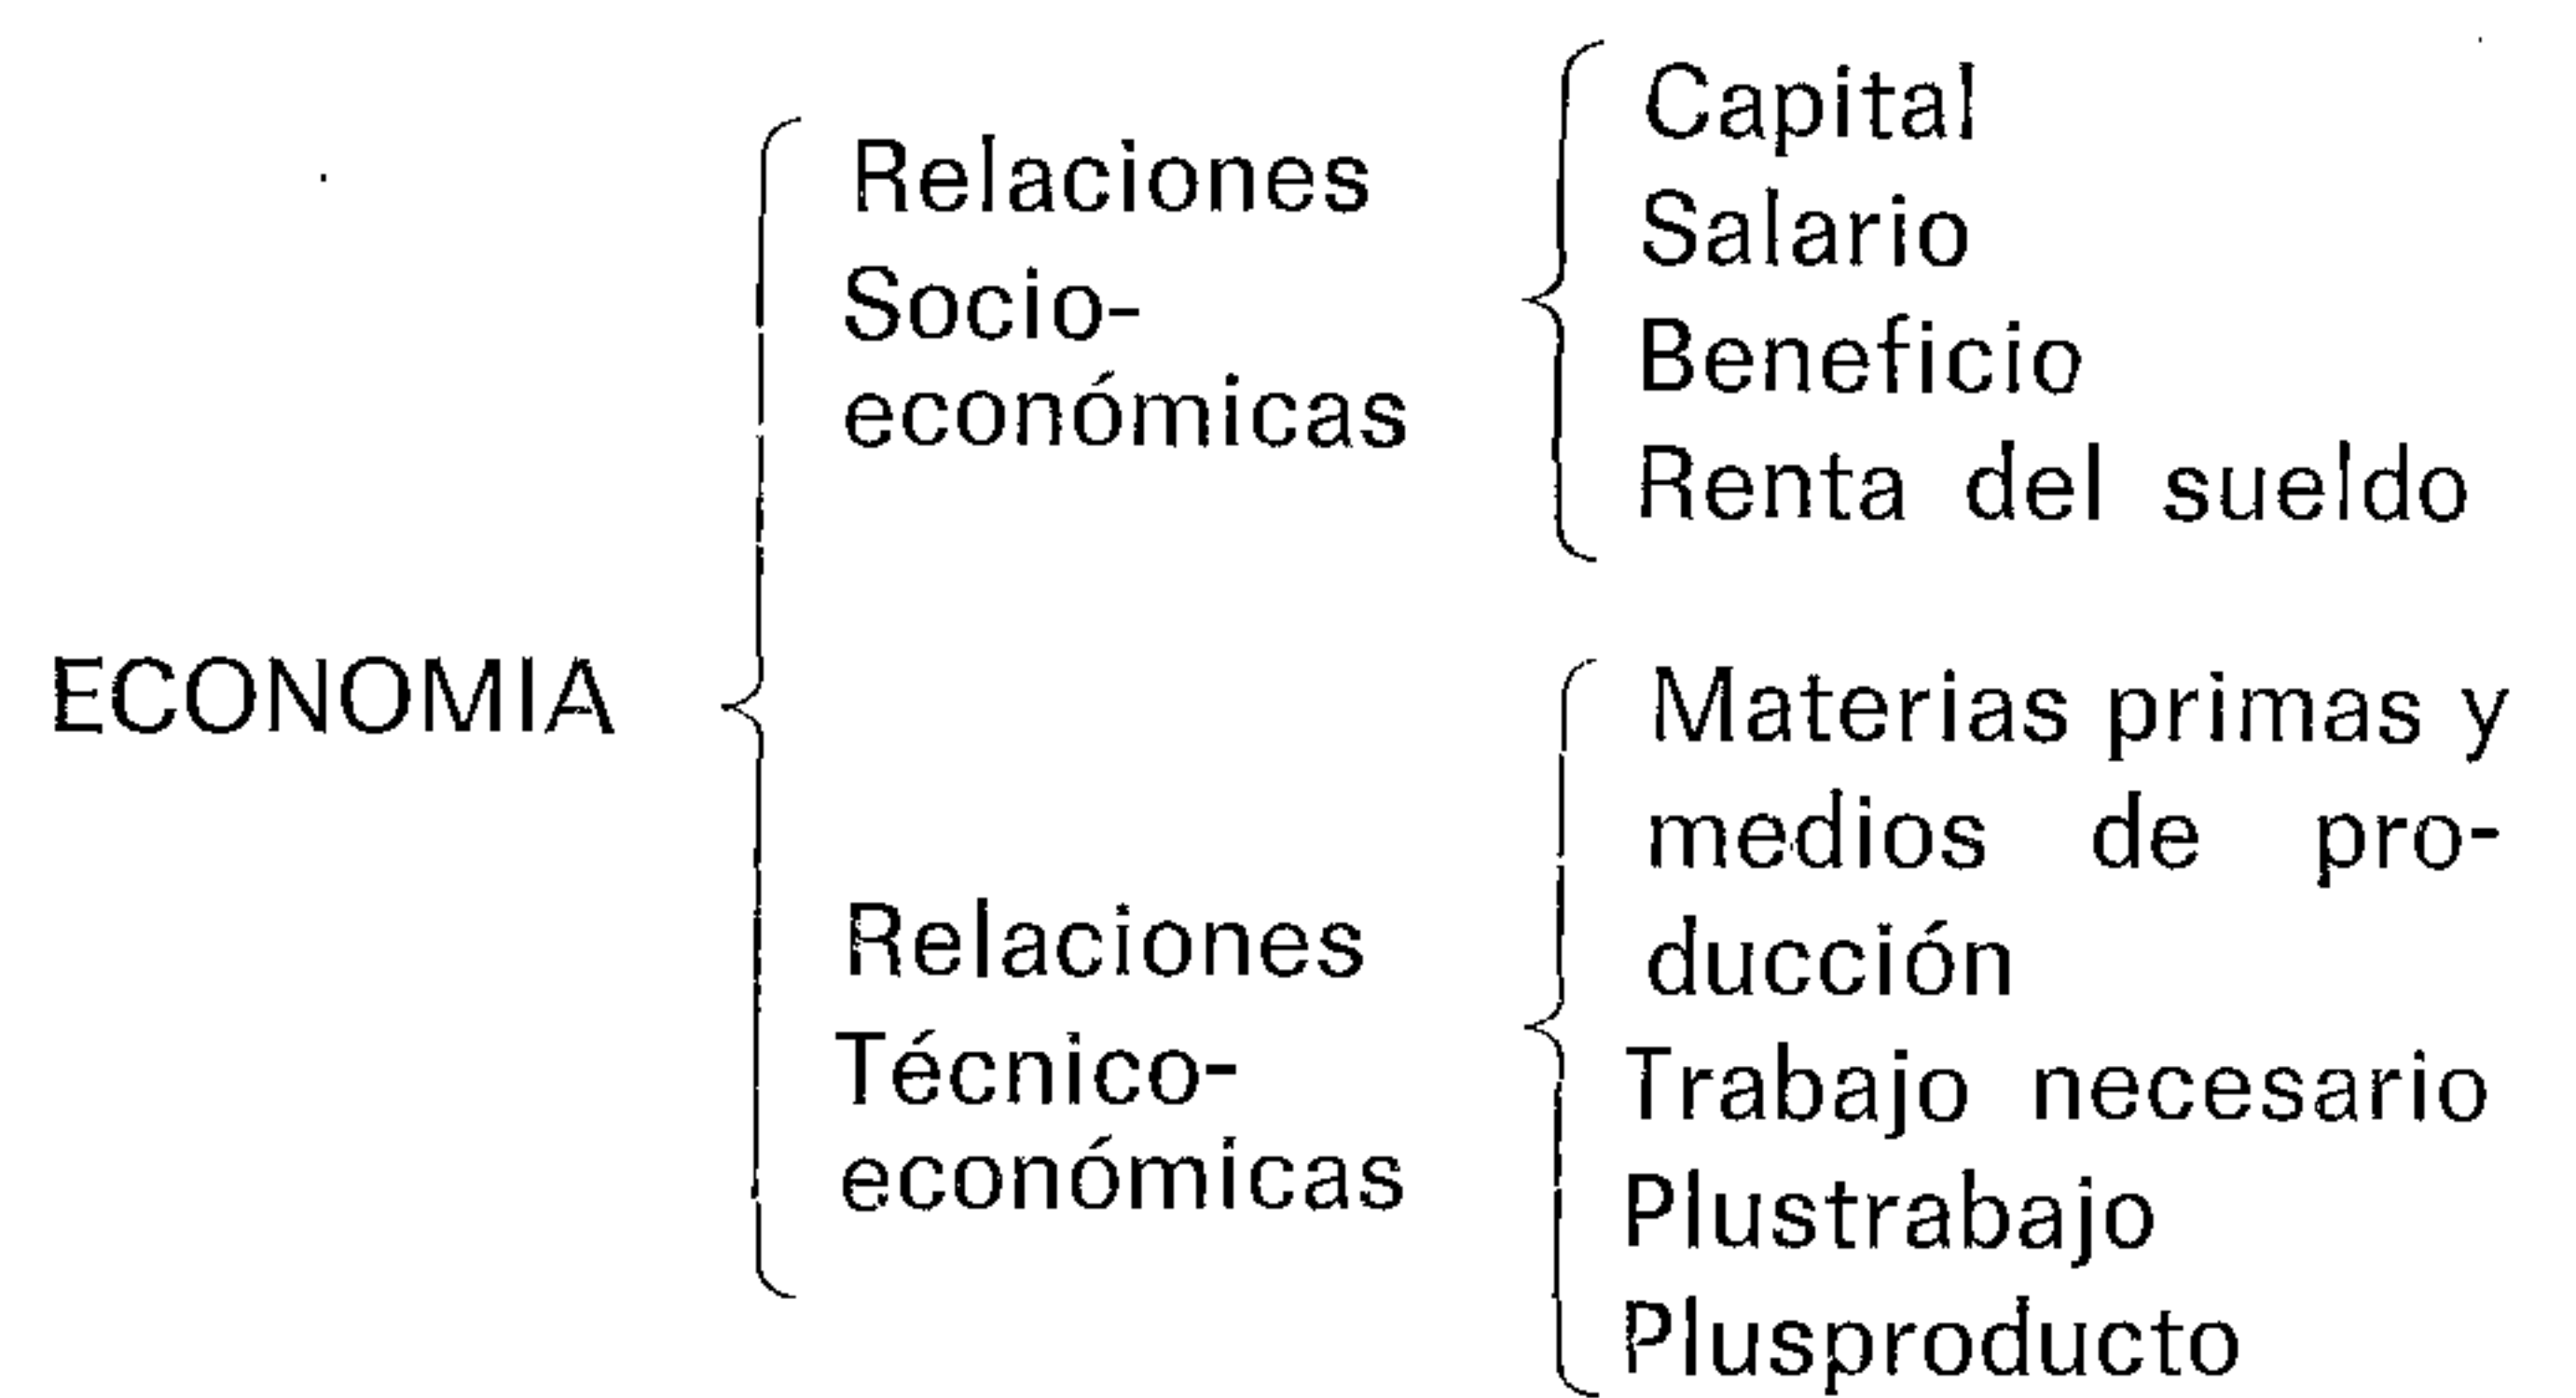 ECONOMIA
Relaciones
Socio-
económicas
Capital
Salario
Beneficio
Renta del sueldo
Relaciones
Técnico-
económicas
Materias primas y
medios de pro-
ducción
Trabajo necesario
Plustrabajo
Plusproducto